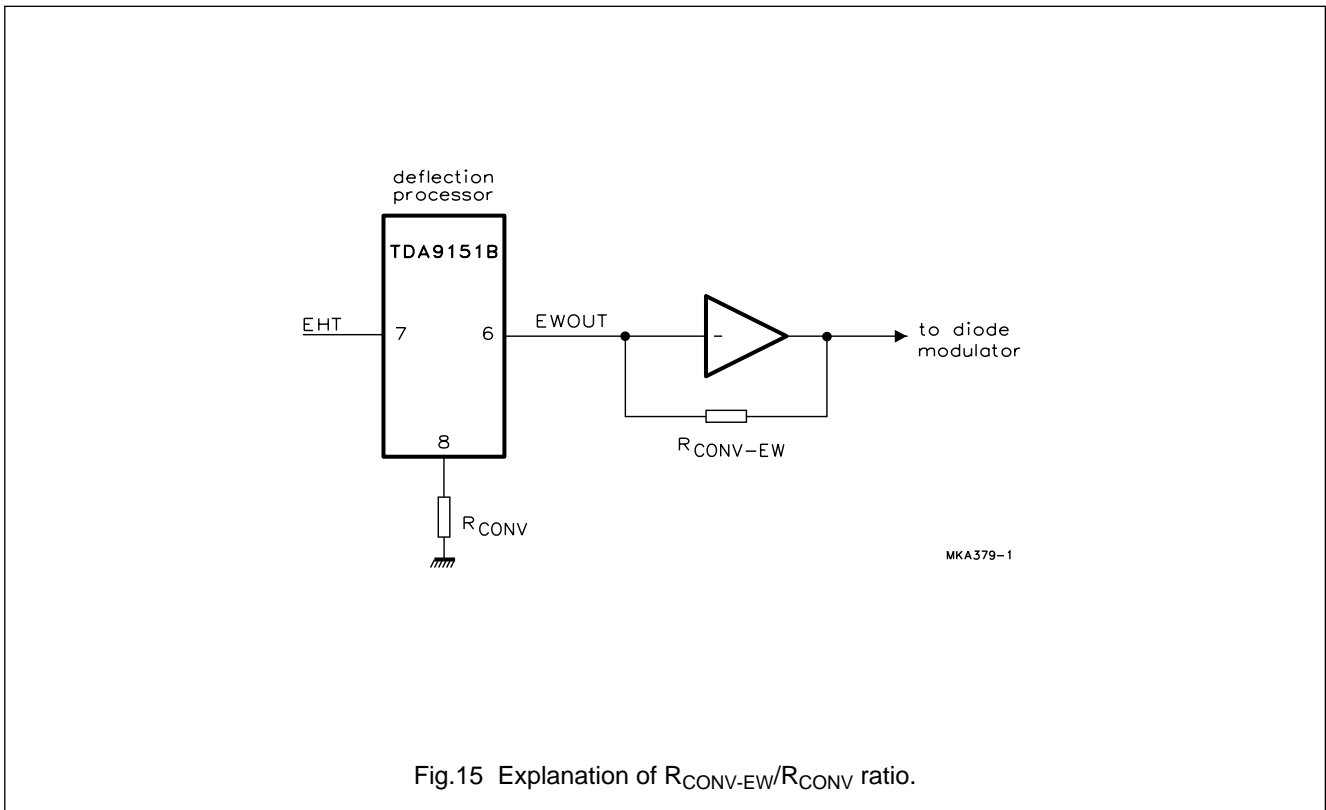 deflection
processor
TDA9151B
EHT
7
6
EWOUT
-
to diode
modulator
RCONV-EW
8
RCONV
MKA379-1
Fig.15 Explanation of RCONV-EW/RCONV ratio.